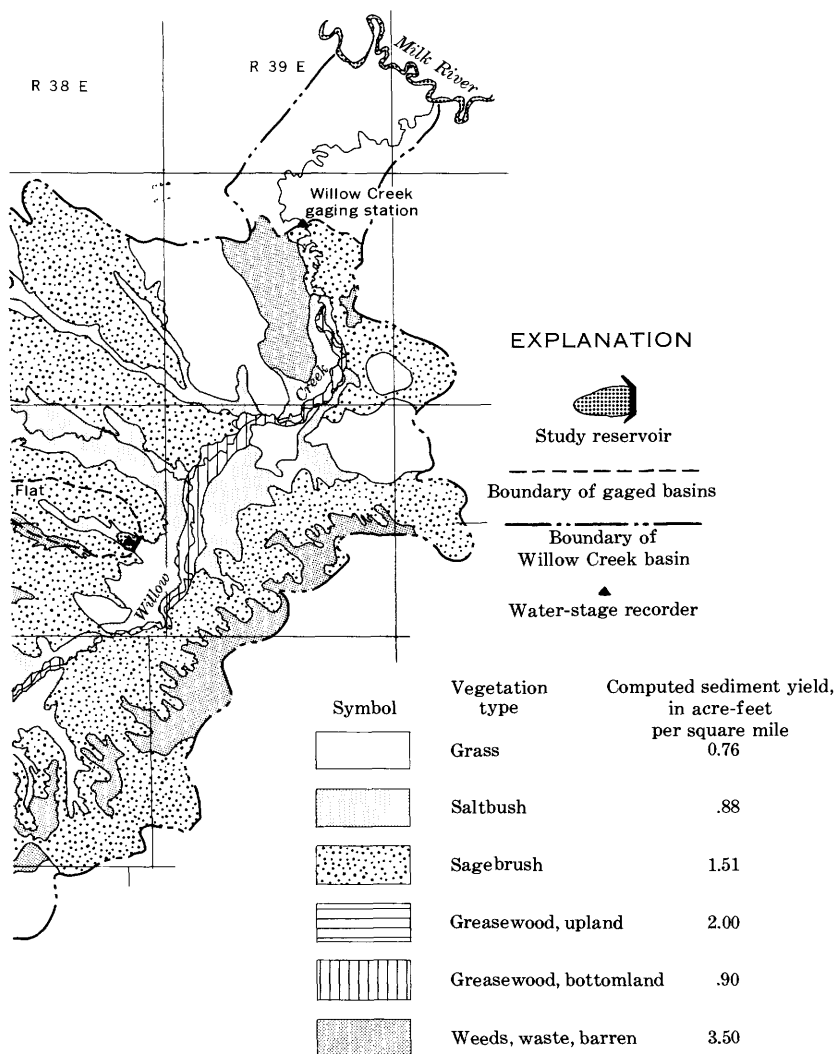 R 38 E
R 39 E
Milk River
Willow Creek
gaging station
Creek
Flat
Willow
EXPLANATION
Study reservoir
Boundary of gaged basins
Boundary of
Willow Creek basin
Water-stage recorder
Symbol
Vegetation
type
Computed sediment yield,
in acre-feet
per square mile
Grass 0.76
Saltbush .88
Sagebrush 1.51
Greasewood, upland 2.00
Greasewood, bottomland .90
Weeds, waste, barren 3.50